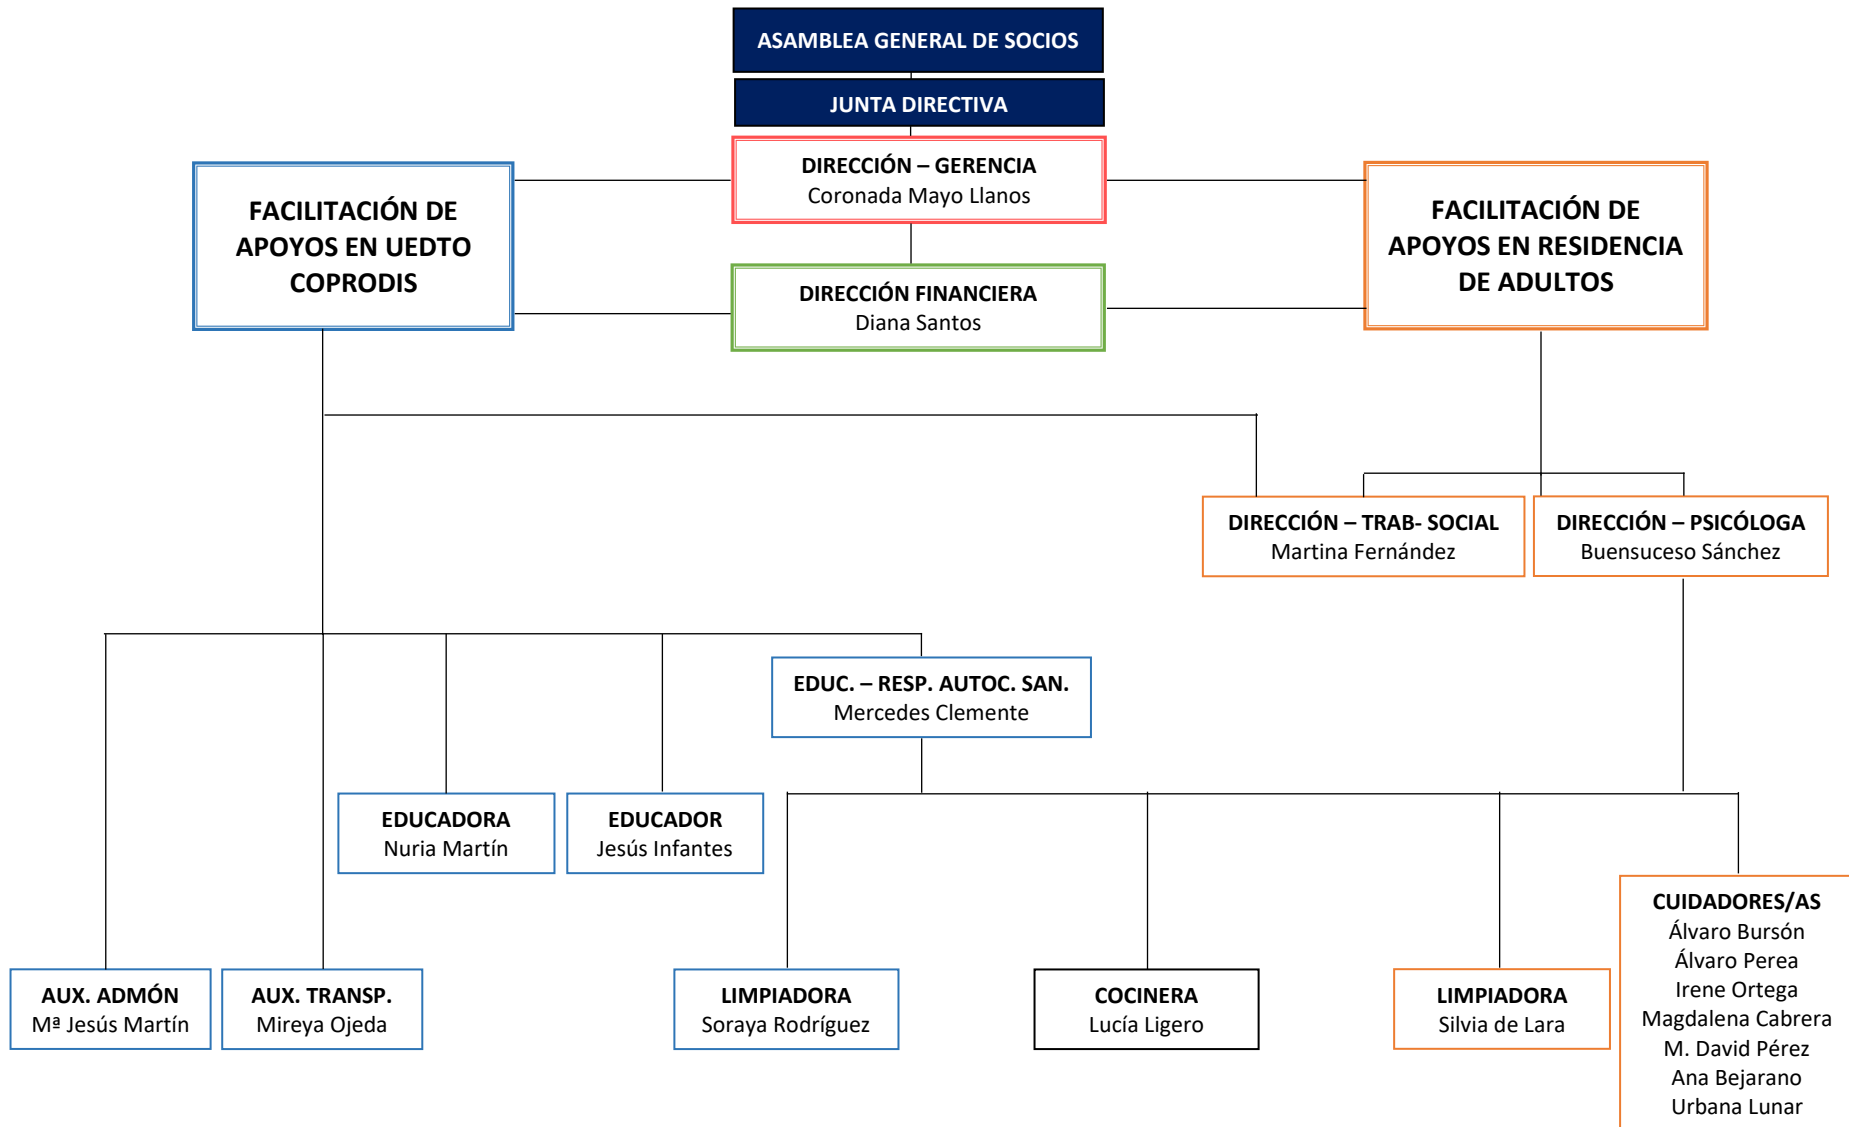 ASAMBLEA GENERAL DE SOCIOS
JUNTA DIRECTIVA
DIRECCIÓN – GERENCIA
Coronada Mayo Llanos
FACILITACIÓN DE
APOYOS EN UEDTO
COPRODIS
FACILITACIÓN DE
APOYOS EN RESIDENCIA
DE ADULTOS
DIRECCIÓN FINANCIERA
Diana Santos
DIRECCIÓN – TRAB- SOCIAL
Martina Fernández
DIRECCIÓN – PSICÓLOGA
Buensuceso Sánchez
EDUC. – RESP. AUTOC. SAN.
Mercedes Clemente
EDUCADORA
Nuria Martín
EDUCADOR
Jesús Infantes
AUX. ADMÓN
Mª Jesús Martín
AUX. TRANSP.
Mireya Ojeda
LIMPIADORA
Soraya Rodríguez
COCINERA
Lucía Ligero
LIMPIADORA
Silvia de Lara
CUIDADORES/AS
Álvaro Bursón
Álvaro Perea
Irene Ortega
Magdalena Cabrera
M. David Pérez
Ana Bejarano
Urbana Lunar